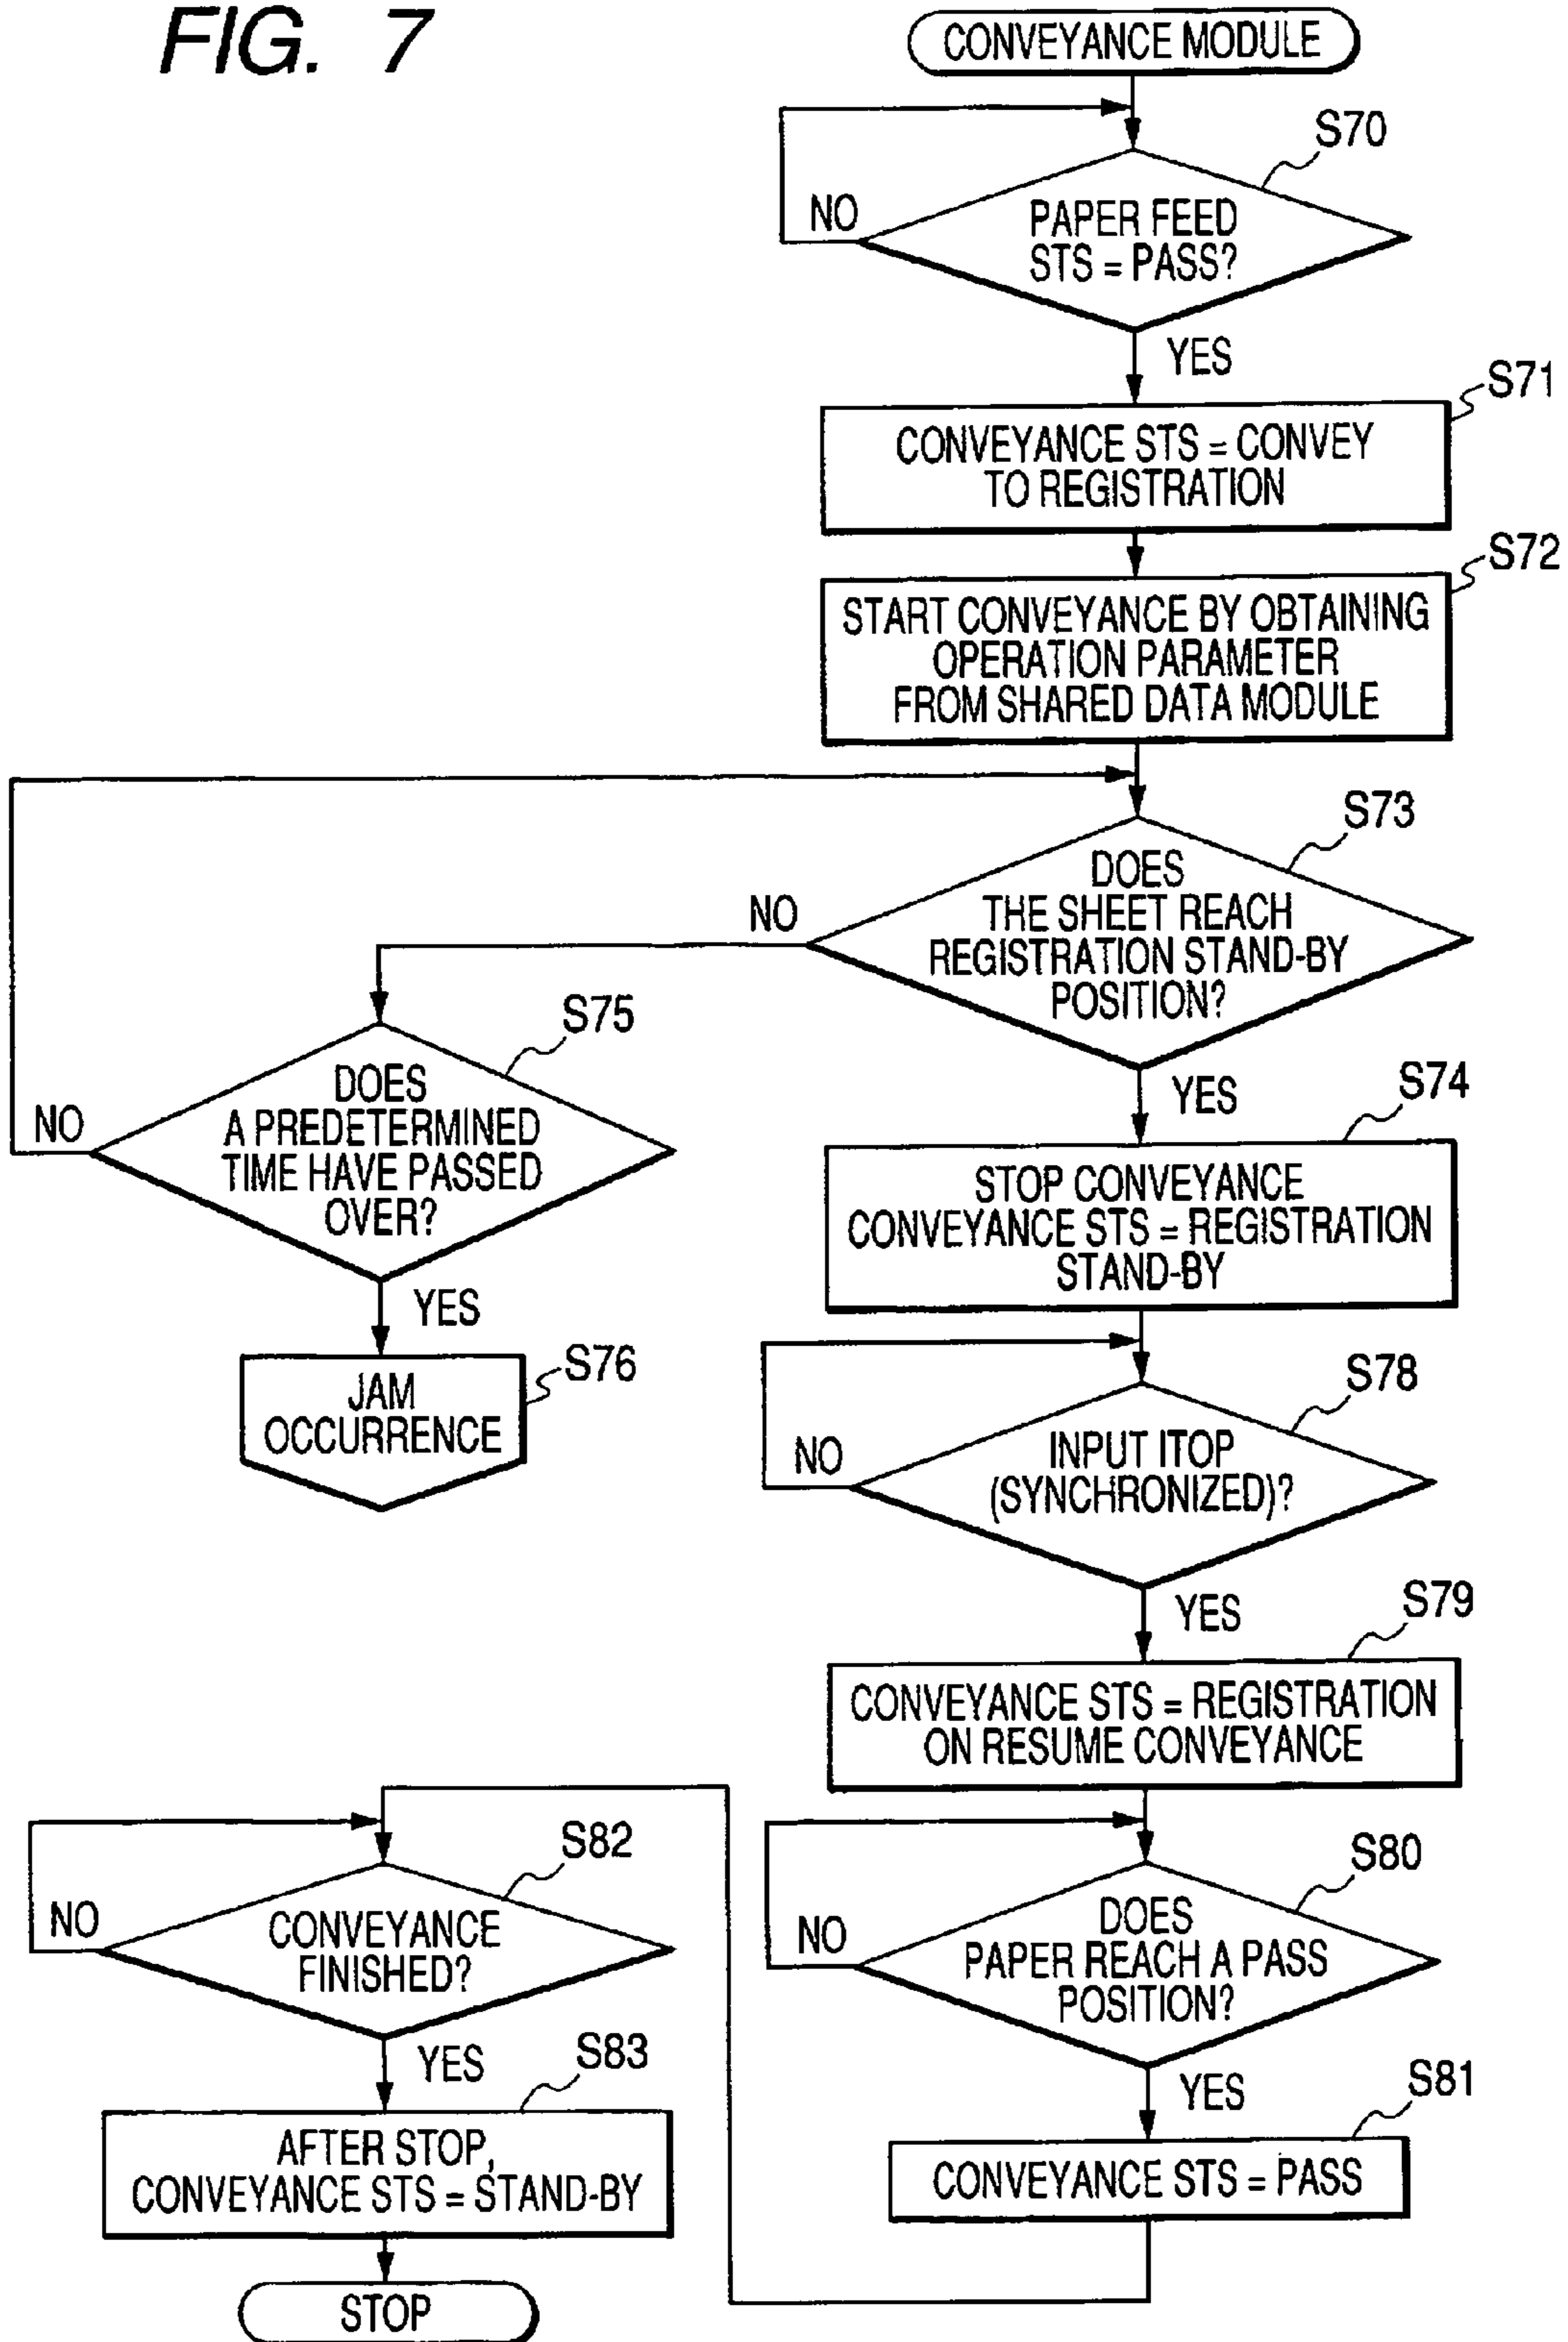 FIG. 7
CONVEYANCE MODULE
S70
NO
PAPER FEED
STS = PASS?
YES
S71
CONVEYANCE STS = CONVEY
TO REGISTRATION
S72
START CONVEYANCE BY OBTAINING
OPERATION PARAMETER
FROM SHARED DATA MODULE
S73
NO
DOES
THE SHEET REACH
REGISTRATION STAND-BY
POSITION?
YES
S75
NO
DOES
A PREDETERMINED
TIME HAVE PASSED
OVER?
YES
S76
JAM
OCCURRENCE
S74
STOP CONVEYANCE
CONVEYANCE STS = REGISTRATION
STAND-BY
S78
NO
INPUT ITOP
(SYNCHRONIZED)?
YES
S79
CONVEYANCE STS = REGISTRATION
ON RESUME CONVEYANCE
S80
NO
DOES
PAPER REACH A PASS
POSITION?
YES
S81
CONVEYANCE STS = PASS
S82
NO
CONVEYANCE
FINISHED?
YES
S83
AFTER STOP,
CONVEYANCE STS = STAND-BY
STOP